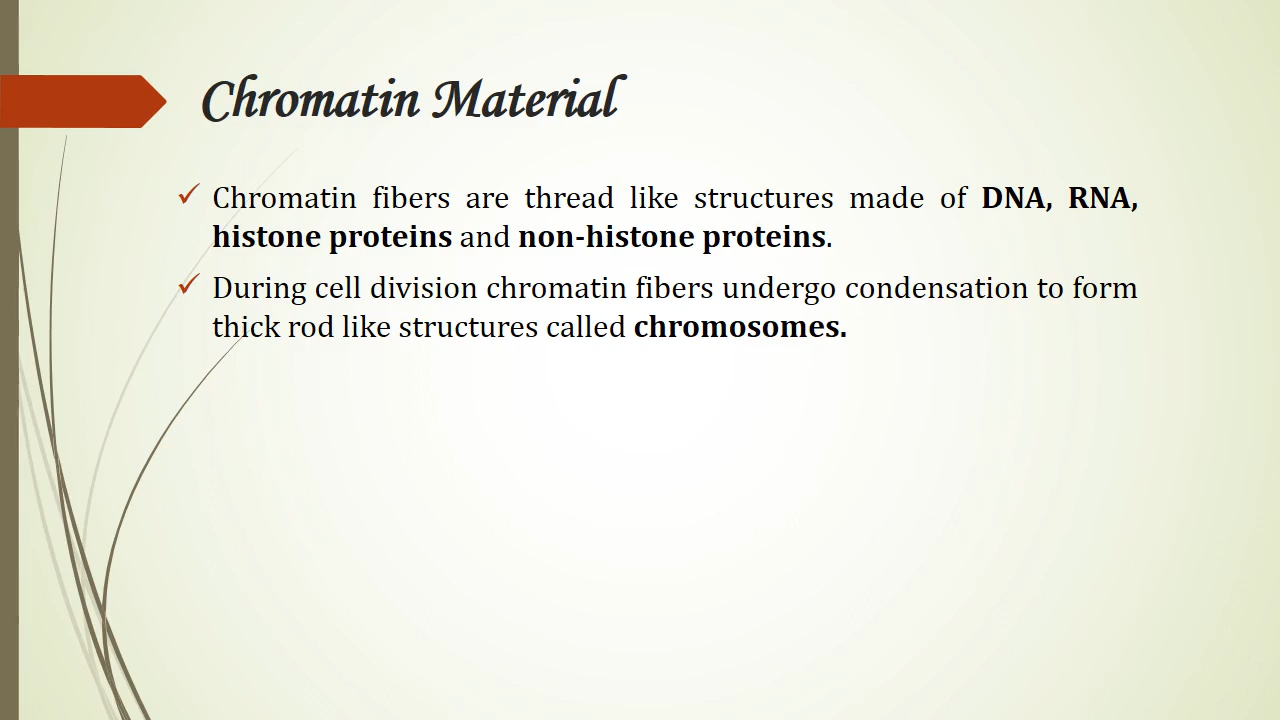 Chromatin Material
Chromatin fibers are thread like structures made of DNA, RNA,
histone proteins and non-histone proteins.
During cell division chromatin fibers undergo condensation to form
thick rod like structures called chromosomes.